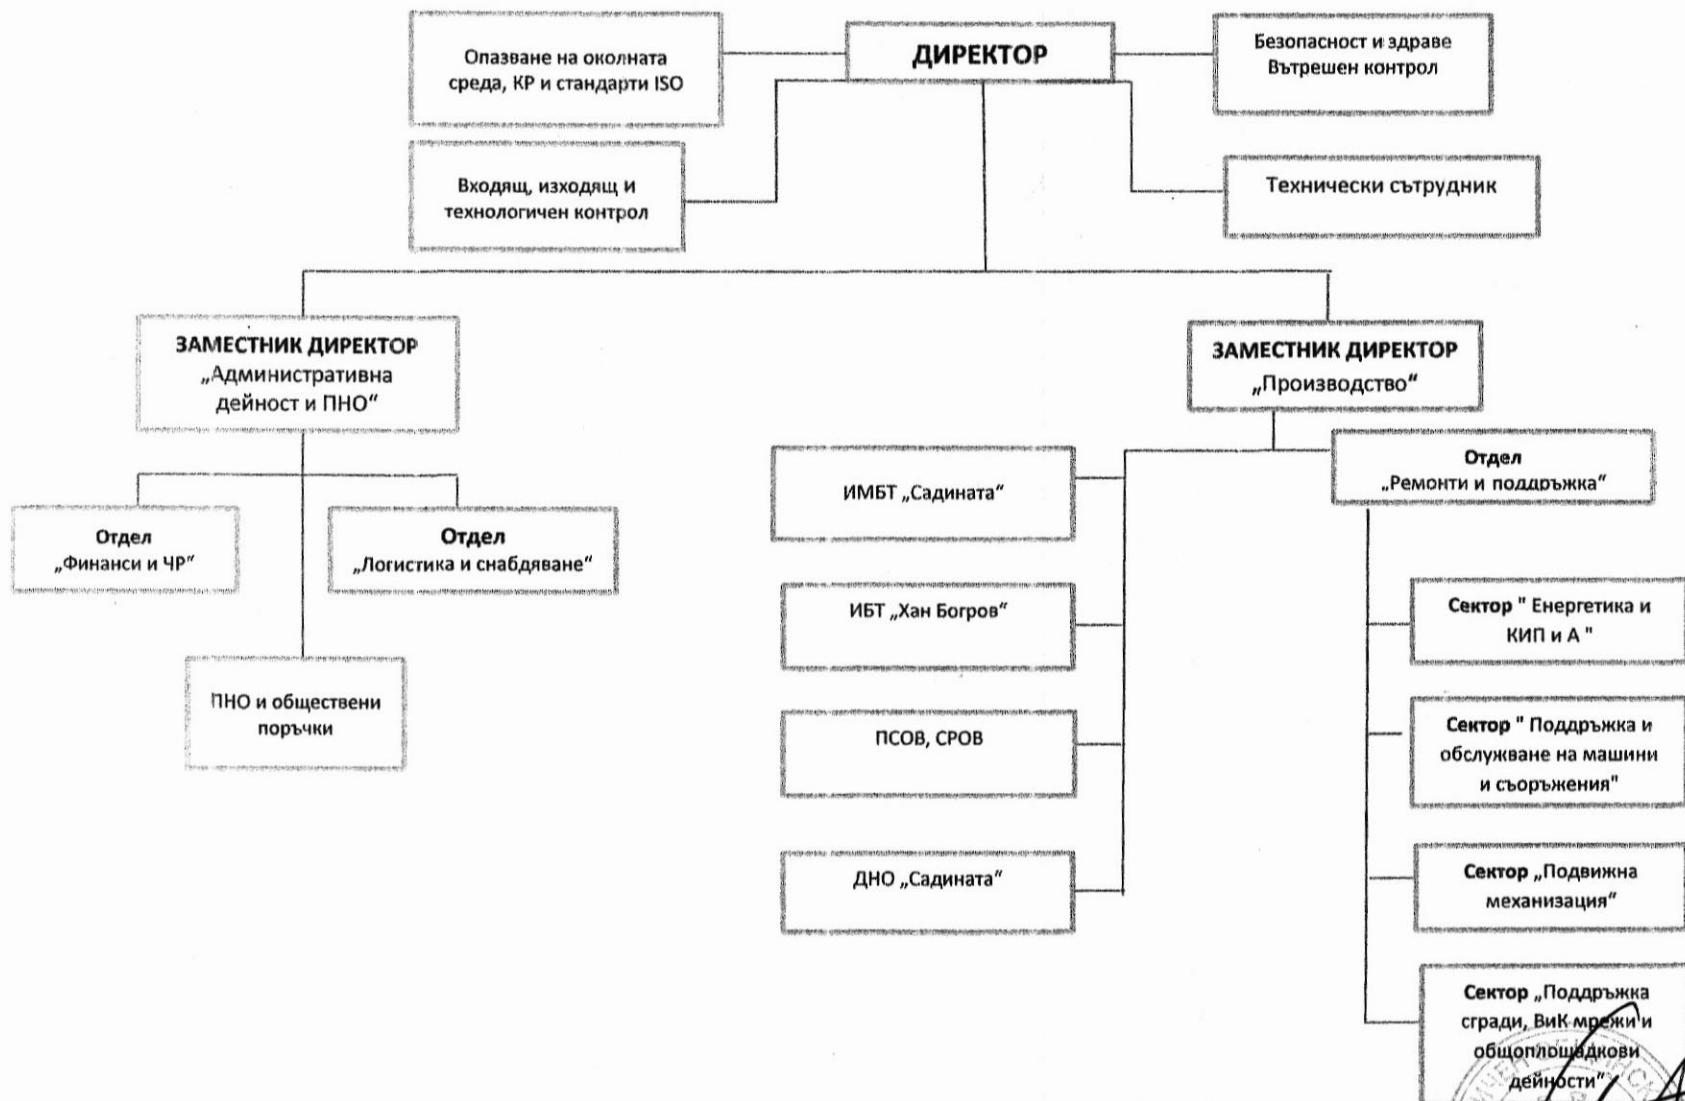 Опазване на околната
среда, КР и стандарти ISO
ДИРЕКТОР
Безопасност и здраве
Вътрешен контрол
Входящ, изходящ и
технологичен контрол
Технически сътрудник
ЗАМЕСТНИК ДИРЕКТОР
„Административна
дейност и ПНО“
ЗАМЕСТНИК ДИРЕКТОР
„Производство“
Отдел
„Финанси и ЧР“
Отдел
„Логистика и снабдяване“
ПНО и обществени
поръчки
ИМБТ „Садината“
ИБТ „Хан Богров“
ПСОВ, СРОВ
ДНО „Садината“
Отдел
„Ремонти и поддръжка“
Сектор " Енергетика и
КИП и А "
Сектор " Поддръжка и
обслужване на машини
и съоръжения"
Сектор „Подвижна
механизация“
Сектор „Поддръжка
сгради, ВиК мрежи и
общоплощадкови
дейности“